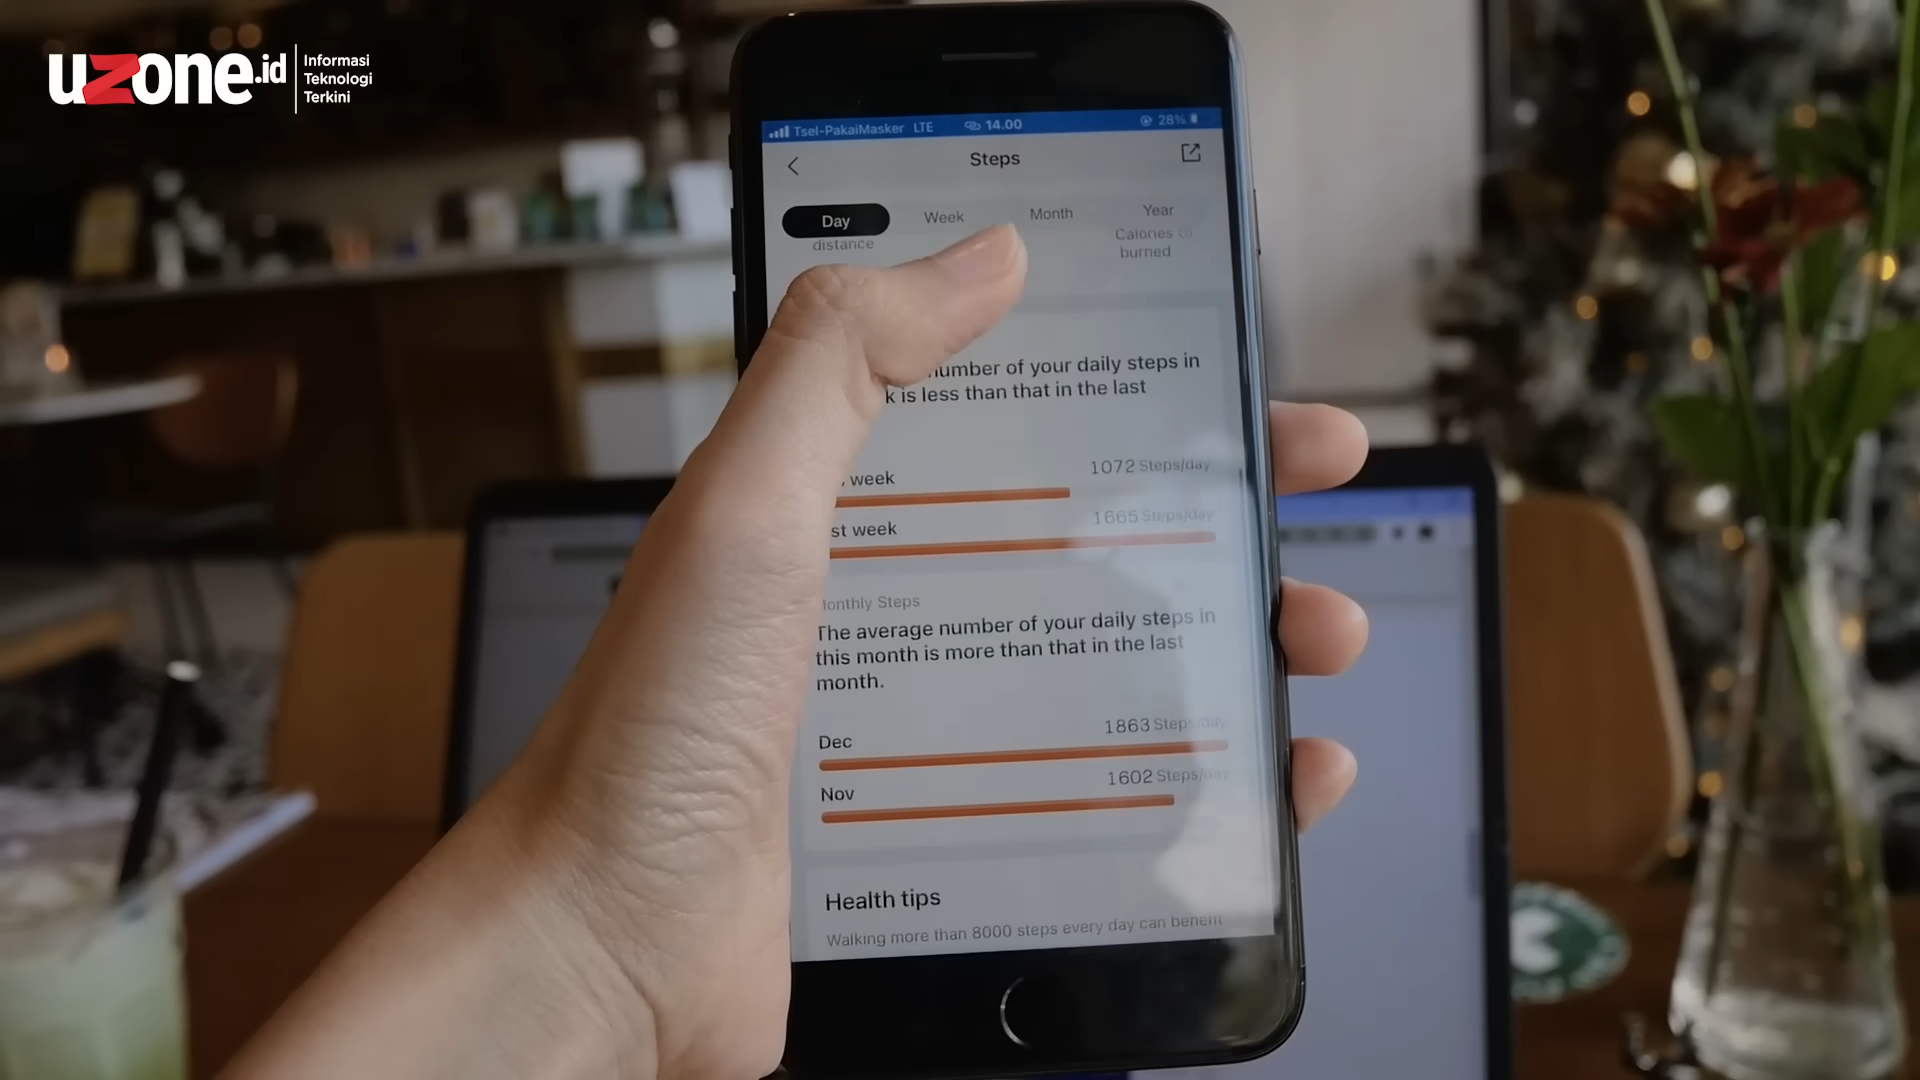 uzone.id
Informasi
Teknologi
Terkini
Tsel-PakaiMasker LTE 14.00 28%
Steps
Day Week Month Year
distance Calories
burned
number of your daily steps in
k is less than that in the last
week 1072 Steps/day
st week 1665 Steps/day
onthly Steps
The average number of your daily steps in
this month is more than that in the last
month.
Dec 1863 Steps/day
Nov 1602 Steps/day
Health tips
Walking more than 8000 steps every day can benefit